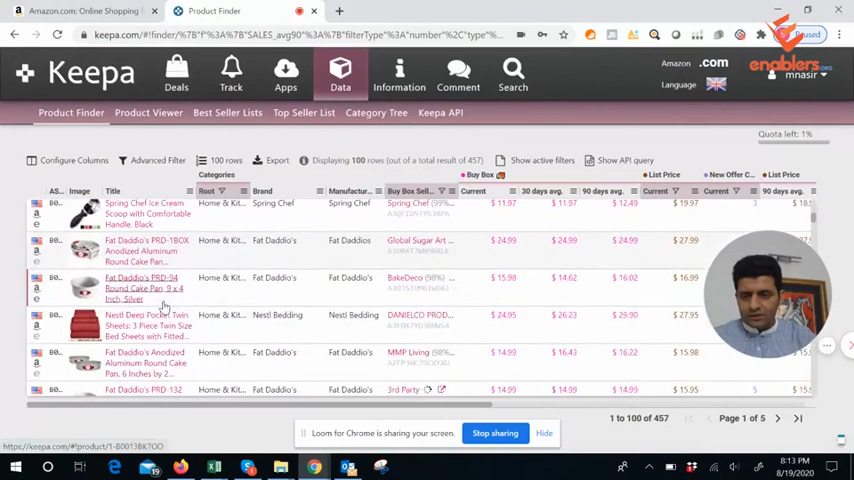 Amazon.com: Online Shopping
Product Finder
keepa.com/#!finder/%7B"f"%3A%7B"SALES_avg90"%3A%7B"filterType"%3A"number"%2C"type"...
Paused
enablers.ORG
Keepa
Deals
Track
Apps
Data
Information
Comment
Search
Amazon .com
Language
mnasir
Product Finder
Product Viewer
Best Seller Lists
Top Seller List
Category Tree
Keepa API
Quota left: 1%
Configure Columns
Advanced Filter
100 rows
Export
Displaying 100 rows (out of a total result of 457)
Show active filters
Show API query
Categories
Buy Box
List Price
New Offer C...
List Price
AS... Image Title Root Brand Manufactur... Buy Box Sell... Current 30 days avg. 90 days avg. Current Current 90 days avg.
Spring Chef Ice Cream
Scoop with Comfortable
Handle, Black
Home & Kit... Spring Chef Spring Chef Spring Chef (99%... $ 11.97 $ 11.97 $ 12.49 $ 19.97 3
B0...
Fat Daddio's PRD-1BOX
Anodized Aluminum
Round Cake Pan...
Home & Kit... Fat Daddio's Fat Daddios Global Sugar Art ... $ 24.99 $ 24.99 $ 24.99 $ 27.99
B0...
Fat Daddio's PRD-94
Round Cake Pan, 9 x 4
Inch, Silver
Home & Kit... Fat Daddio's Fat Daddio's BakeDeco (98%) $ 15.98 $ 14.62 $ 16.02 $ 16.99
B0...
Nestl Deep Pocket Twin
Sheets: 3 Piece Twin Size
Bed Sheets with Fitted...
Home & Kit... Nestl Bedding Nestl Bedding DANIELCO PROD... $ 24.95 $ 26.23 $ 29.90 $ 27.95
B0...
Fat Daddio's Anodized
Aluminum Round Cake
Pan, 6 Inches by 2...
Home & Kit... Fat Daddio's Fat Daddio's MMP Living (98%... $ 14.99 $ 16.43 $ 16.22 $ 15.98
B0...
Fat Daddio's PRD-132
Home & Kit... Fat Daddio's Fat Daddio's 3rd Party $ 14.99 $ 14.99 $ 14.99 $ 15.95 5
1 to 100 of 457
Page 1 of 5
Loom for Chrome is sharing your screen.
Stop sharing
Hide
https://keepa.com/#!product/1-B0013BK7OO
19
8:13 PM
8/19/2020